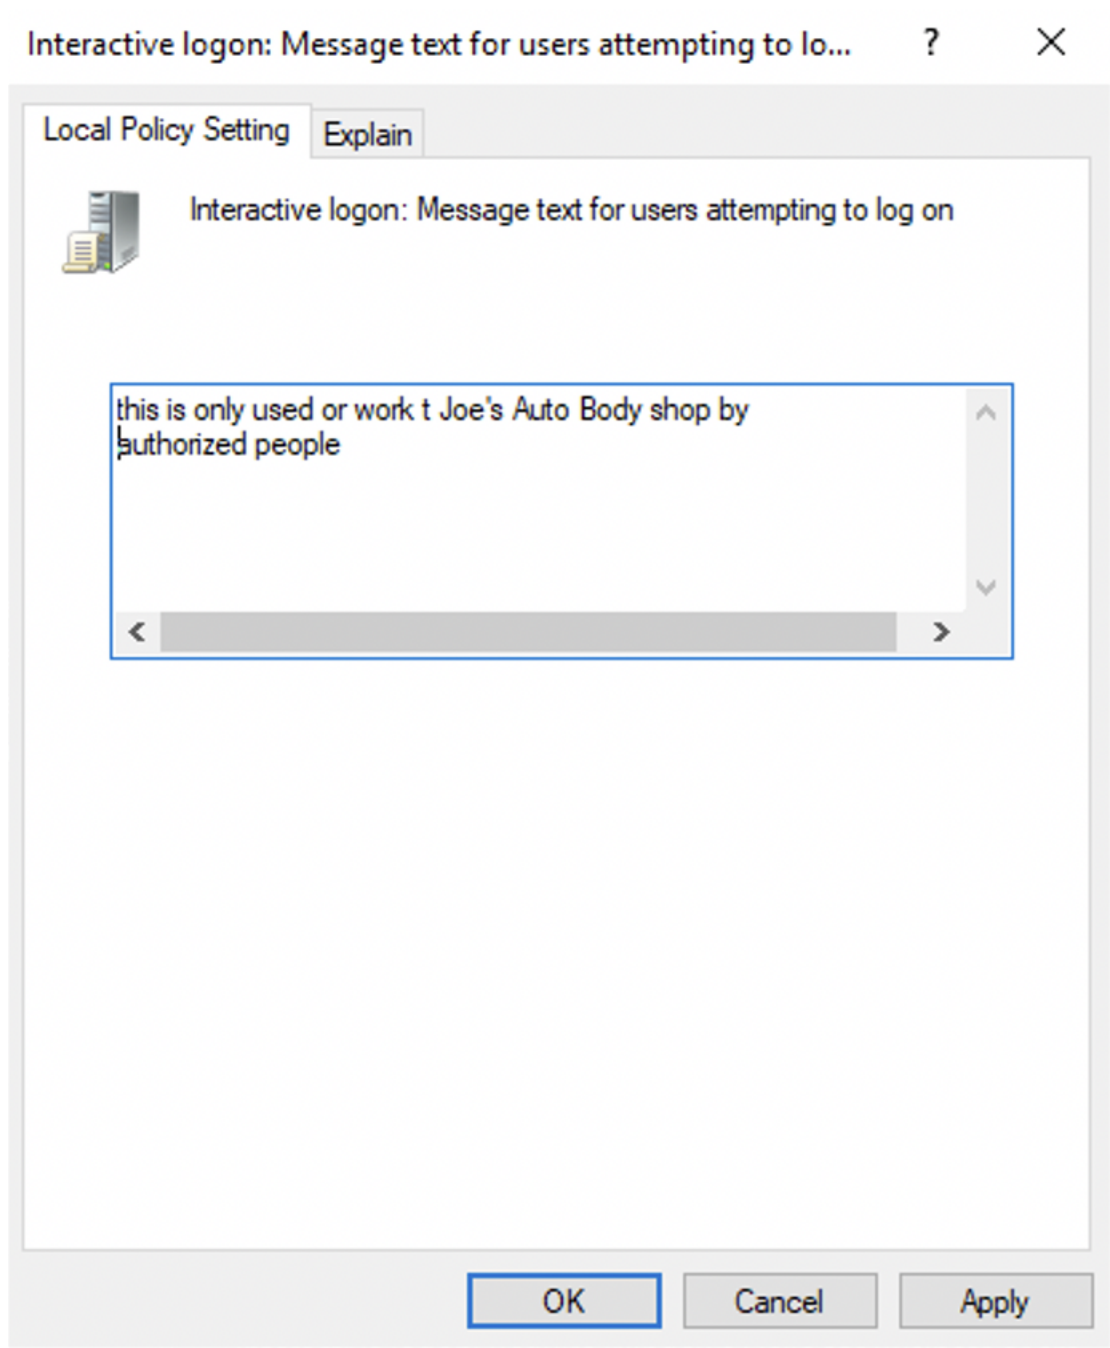 Interactive logon: Message text for users attempting to lo... ?
Local Policy Setting Explain
Interactive logon: Message text for users attempting to log on
this is only used or work t Joe's Auto Body shop by
authorized people
OK Cancel Apply